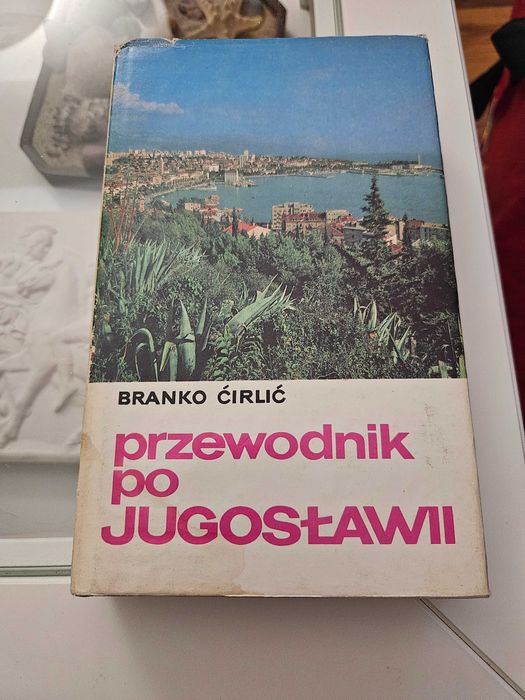 BRANKO ĆIRLIĆ
przewodnik
po
JUGOSŁAWII